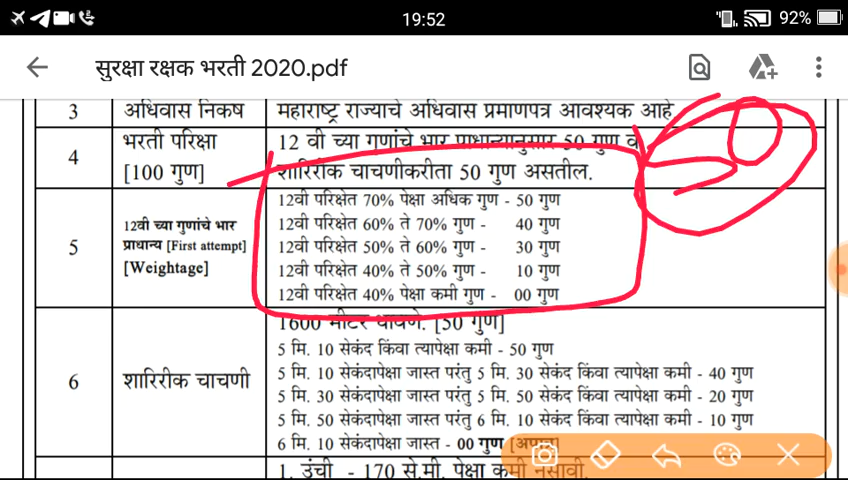 19:52
92%
सुरक्षा रक्षक भरती 2020.pdf
3 अधिवास निकष महाराष्ट्र राज्याचे अधिवास प्रमाणपत्र आवश्यक आहे
4 भरती परिक्षा [100 गुण] 12 वी च्या गुणांचे भार प्राधान्यानुसार 50 गुण व
शारिरीक चाचणीकरीता 50 गुण असतील.
5 12वी च्या गुणांचे भार प्राधान्य [First attempt] [Weightage]
12वी परिक्षेत 70% पेक्षा अधिक गुण - 50 गुण
12वी परिक्षेत 60% ते 70% गुण - 40 गुण
12वी परिक्षेत 50% ते 60% गुण - 30 गुण
12वी परिक्षेत 40% ते 50% गुण - 10 गुण
12वी परिक्षेत 40% पेक्षा कमी गुण - 00 गुण
6 शारिरीक चाचणी 1600 मीटर धावणे. [50 गुण]
5 मि. 10 सेकंद किंवा त्यापेक्षा कमी - 50 गुण
5 मि. 10 सेकंदापेक्षा जास्त परंतु 5 मि. 30 सेकंद किंवा त्यापेक्षा कमी - 40 गुण
5 मि. 30 सेकंदापेक्षा जास्त परंतु 5 मि. 50 सेकंद किंवा त्यापेक्षा कमी - 20 गुण
5 मि. 50 सेकंदापेक्षा जास्त परंतु 6 मि. 10 सेकंद किंवा त्यापेक्षा कमी - 10 गुण
6 मि. 10 सेकंदापेक्षा जास्त - 00 गुण
1. उंची - 170 से.मी. पेक्षा कमी नसावी.